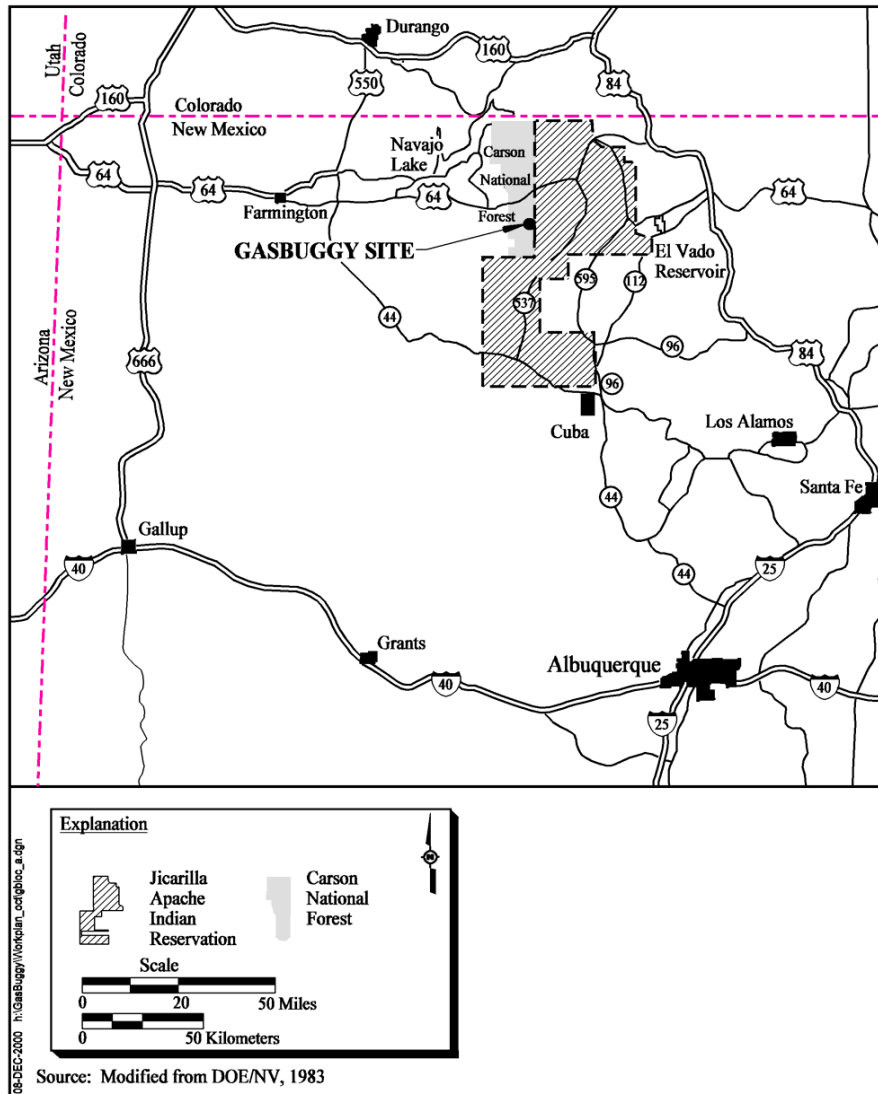 Durango
160
160
550
84
Utah
Colorado
160
Colorado
New Mexico
Navajo
Lake
Carson
National
Forest
64
64
64
64
Farmington
GASBUGGY SITE
El Vado
Reservoir
537
595
112
44
Arizona
New Mexico
666
96
84
96
Cuba
Los Alamos
Santa Fe
44
Gallup
40
25
44
Grants
Albuquerque
40
40
25
Explanation
N
Jicarilla
Apache
Indian
Reservation
Carson
National
Forest
Scale
0 20 50 Miles
0 50 Kilometers
08-DEC-2000 h:\GasBuggy\Workplan_oct\gbloc_a.dgn
Source: Modified from DOE/NV, 1983